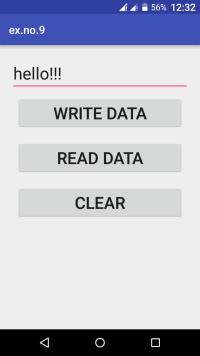 56% 12:32
ex.no.9
hello!!!
WRITE DATA
READ DATA
CLEAR